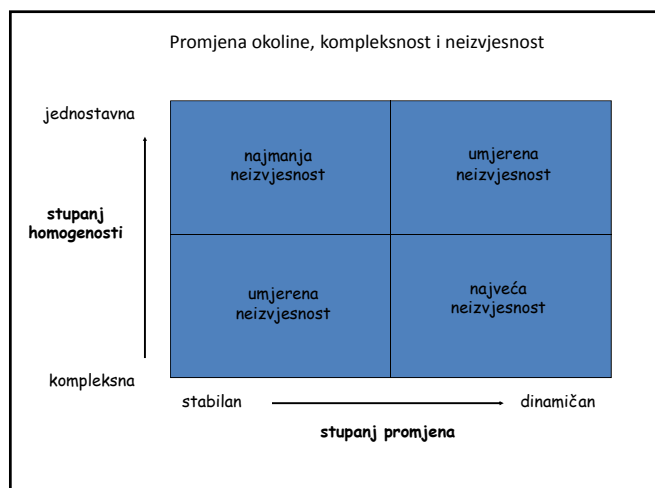 Promjena okoline, kompleksnost i neizvjesnost
jednostavna
najmanja
neizvjesnost
umjerena
neizvjesnost
stupanj
homogenosti
umjerena
neizvjesnost
najveća
neizvjesnost
kompleksna
stabilan
dinamičan
stupanj promjena